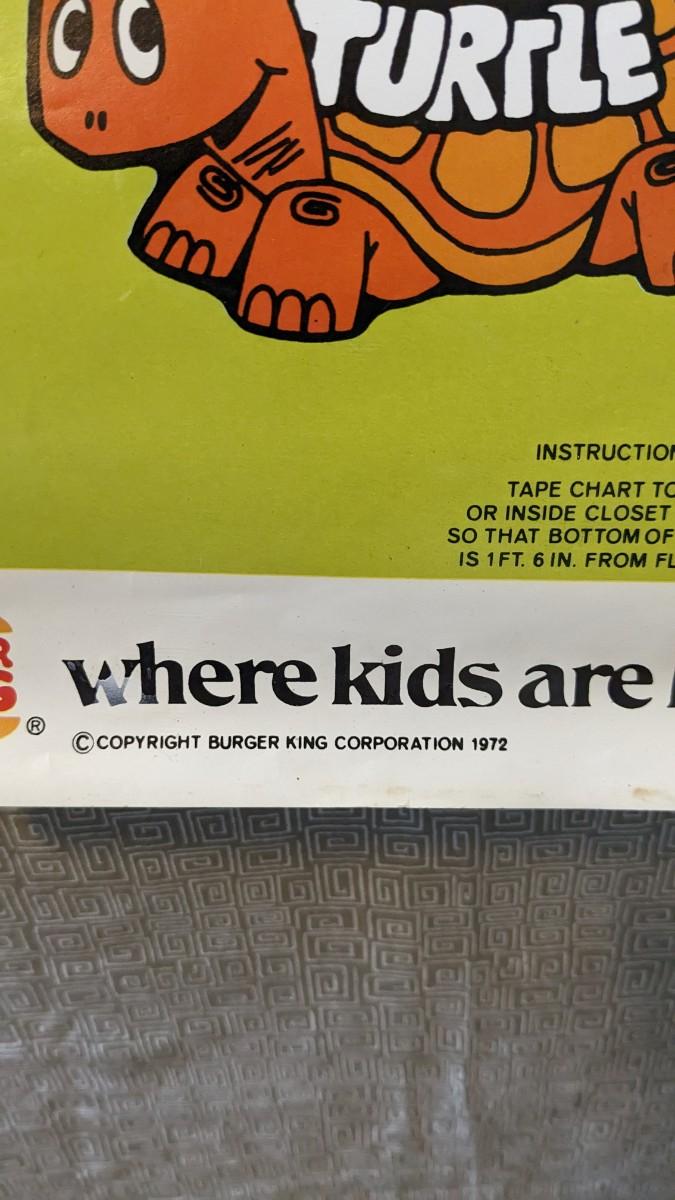 TURTLE
INSTRUCTION
TAPE CHART TO
OR INSIDE CLOSET
SO THAT BOTTOM OF
IS 1 FT. 6 IN. FROM FL
®
where kids are
© COPYRIGHT BURGER KING CORPORATION 1972